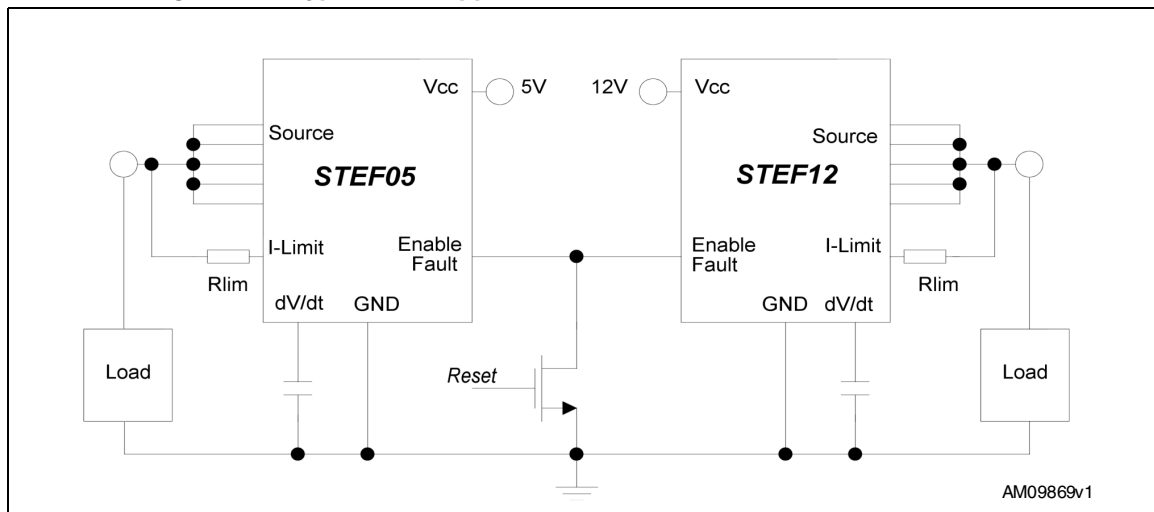 Vcc
5V
12V
Vcc
Source
Source
STEF05
STEF12
I-Limit
Enable
Fault
Enable
Fault
I-Limit
Rlim
Rlim
dV/dt
GND
GND
dV/dt
Load
Reset
Load
AM09869v1